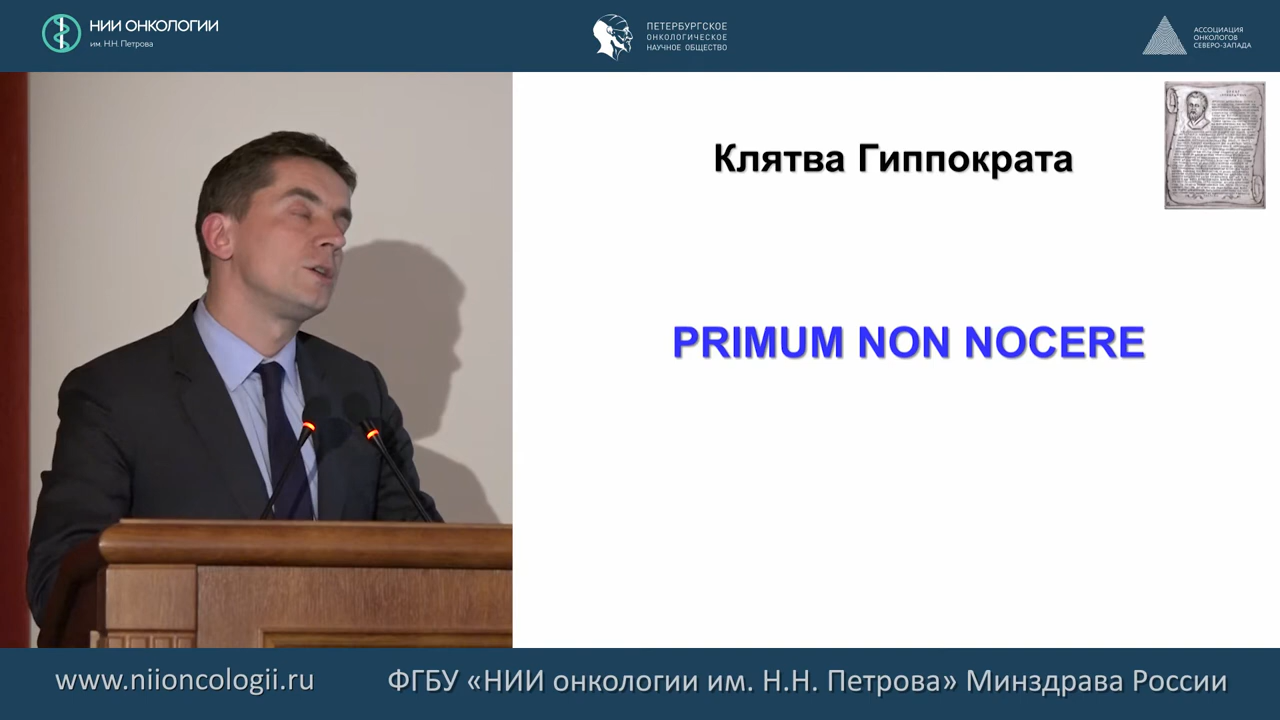 НИИ ОНКОЛОГИИ
им. Н.Н. Петрова
ПЕТЕРБУРГСКОЕ
ОНКОЛОГИЧЕСКОЕ
НАУЧНОЕ ОБЩЕСТВО
АССОЦИАЦИЯ
ОНКОЛОГОВ
СЕВЕРО-ЗАПАДА
Клятва Гиппократа
PRIMUM NON NOCERE
www.niioncologii.ru
ФГБУ «НИИ онкологии им. Н.Н. Петрова» Минздрава России